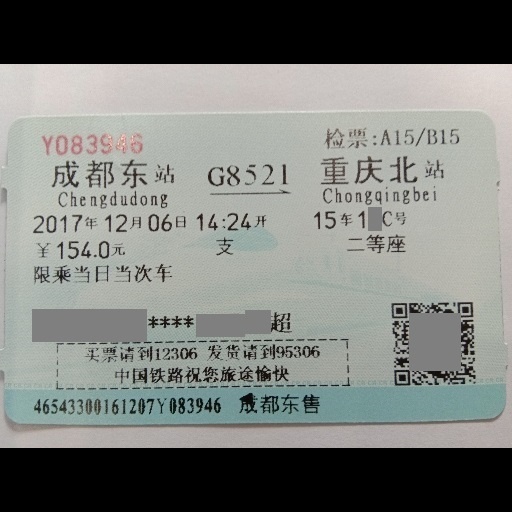 Y083946 检票:A15/B15
成都东站 G8521 重庆北站
Chengdudong Chongqingbei
2017年12月06日14:24开 15车1 C号
￥154.0元 支 二等座
限乘当日当次车
**** 超
买票请到12306 发货请到95306
中国铁路祝您旅途愉快
46543300161207Y083946 成都东售